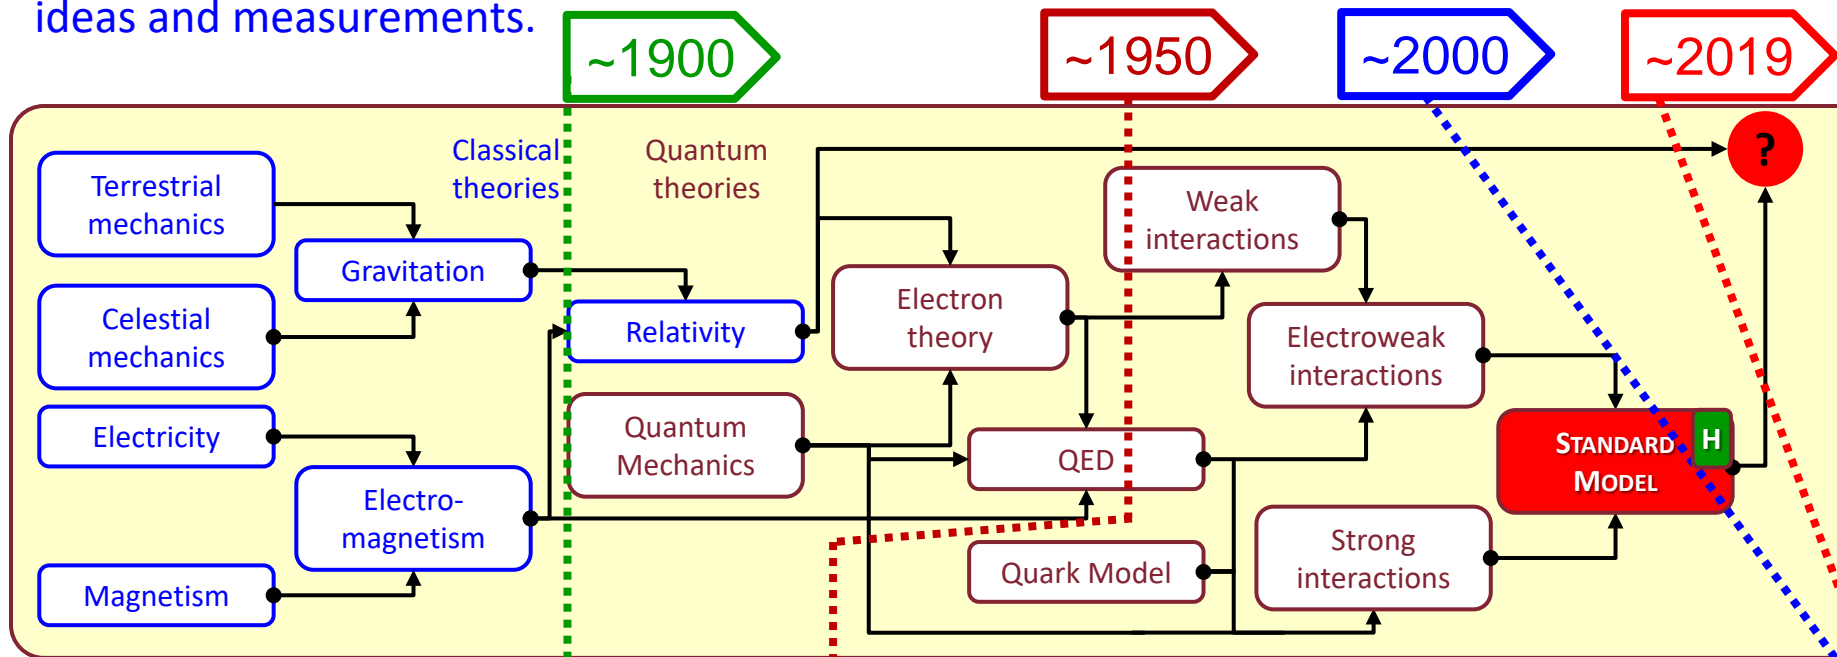 ideas and measurements.
~1900
~1950
~2000
~2019
Classical
theories
Quantum
theories
?
Terrestrial
mechanics
Weak
interactions
Gravitation
Celestial
mechanics
Relativity
Electron
theory
Electroweak
interactions
Electricity
Quantum
Mechanics
QED
STANDARD
MODEL
H
Electro-
magnetism
Strong
interactions
Quark Model
Magnetism